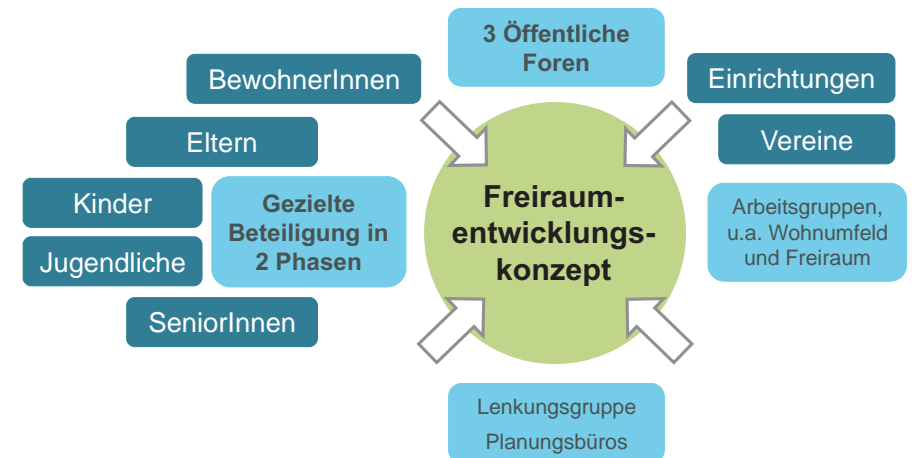 3 Öffentliche
Foren
BewohnerInnen
Eltern
Kinder
Jugendliche
SeniorInnen
Gezielte
Beteiligung in
2 Phasen
Freiraum-
entwicklungs-
konzept
Einrichtungen
Vereine
Arbeitsgruppen,
u.a. Wohnumfeld
und Freiraum
Lenkungsgruppe
Planungsbüros